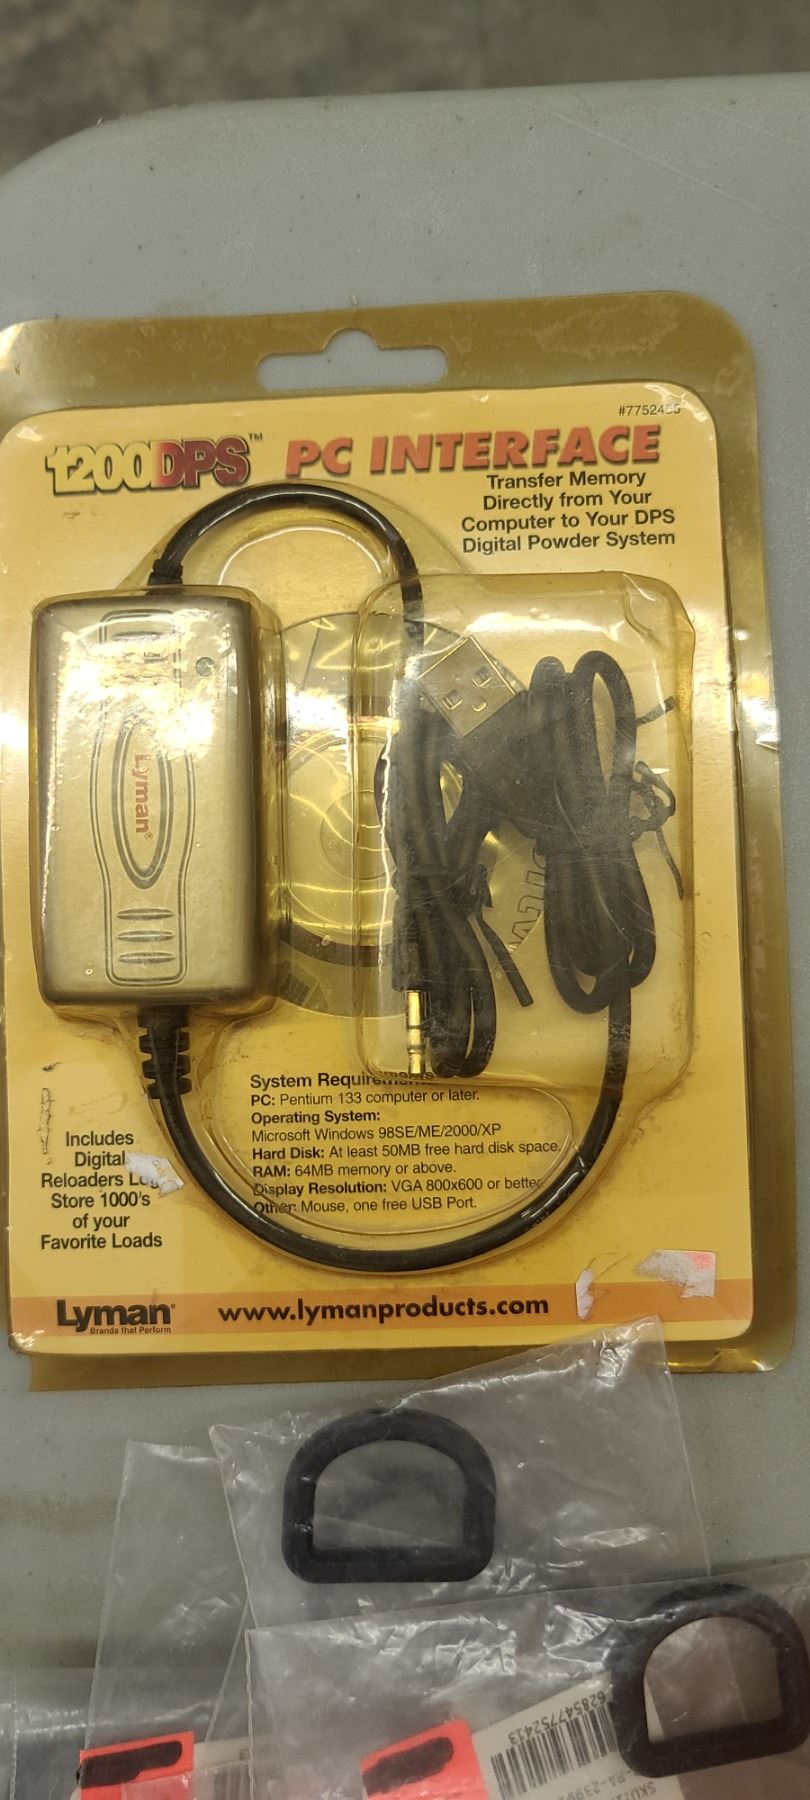 #7752455
1200DPS™ PC INTERFACE
Transfer Memory
Directly from Your
Computer to Your DPS
Digital Powder System
Lyman®
System Requirements
PC: Pentium 133 computer or later.
Operating System:
Microsoft Windows 98SE/ME/2000/XP
Hard Disk: At least 50MB free hard disk space.
RAM: 64MB memory or above.
Display Resolution: VGA 800x600 or better
Other: Mouse, one free USB Port.
Includes
Digital
Reloaders Log
Store 1000's
of your
Favorite Loads
Lyman®
Brands that Perform
www.lymanproducts.com
628547752413